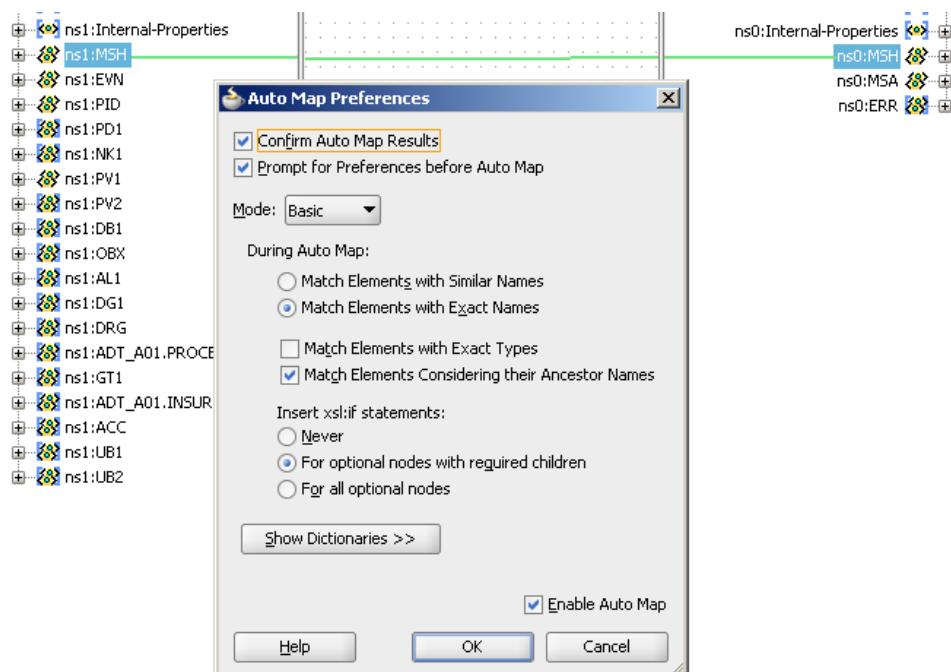 ns1:Internal-Properties
ns0:Internal-Properties
ns1:MSH
ns0:MSH
ns1:EVN
ns0:MSA
ns1:PID
ns0:ERR
ns1:PD1
ns1:NK1
ns1:PV1
ns1:PV2
ns1:DB1
ns1:OBX
ns1:AL1
ns1:DG1
ns1:DRG
ns1:ADT_A01.PROCE
ns1:GT1
ns1:ADT_A01.INSUR
ns1:ACC
ns1:UB1
ns1:UB2
Auto Map Preferences
Confirm Auto Map Results
Prompt for Preferences before Auto Map
Mode: Basic
During Auto Map:
Match Elements with Similar Names
Match Elements with Exact Names
Match Elements with Exact Types
Match Elements Considering their Ancestor Names
Insert xsl:if statements:
Never
For optional nodes with required children
For all optional nodes
Show Dictionaries >>
Enable Auto Map
Help
OK
Cancel